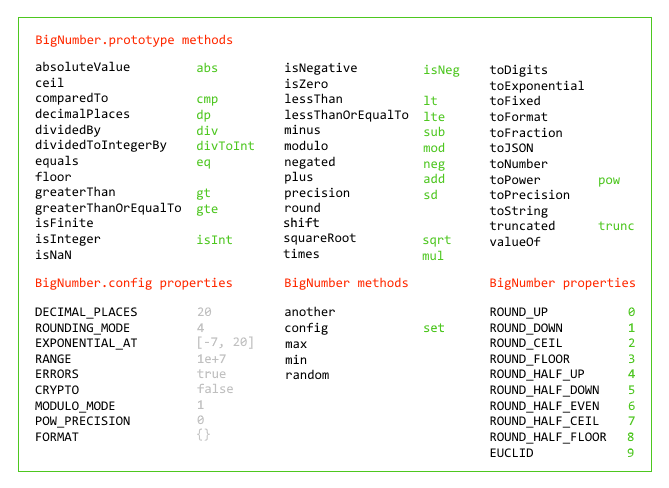 BigNumber.prototype methods
absoluteValue abs
ceil
comparedTo cmp
decimalPlaces dp
dividedBy div
dividedToIntegerBy divToInt
equals eq
floor
greaterThan gt
greaterThanOrEqualTo gte
isFinite
isInteger isInt
isNaN
isNegative isNeg
isZero
lessThan lt
lessThanOrEqualTo lte
minus sub
modulo mod
negated neg
plus add
precision sd
round
shift
squareRoot sqrt
times mul
toDigits
toExponential
toFixed
toFormat
toFraction
toJSON
toNumber
toPower pow
toPrecision
toString
truncated trunc
valueOf
BigNumber.config properties
DECIMAL_PLACES 20
ROUNDING_MODE 4
EXPONENTIAL_AT [-7, 20]
RANGE 1e+7
ERRORS true
CRYPTO false
MODULO_MODE 1
POW_PRECISION 0
FORMAT {}
BigNumber methods
another
config set
max
min
random
BigNumber properties
ROUND_UP 0
ROUND_DOWN 1
ROUND_CEIL 2
ROUND_FLOOR 3
ROUND_HALF_UP 4
ROUND_HALF_DOWN 5
ROUND_HALF_EVEN 6
ROUND_HALF_CEIL 7
ROUND_HALF_FLOOR 8
EUCLID 9